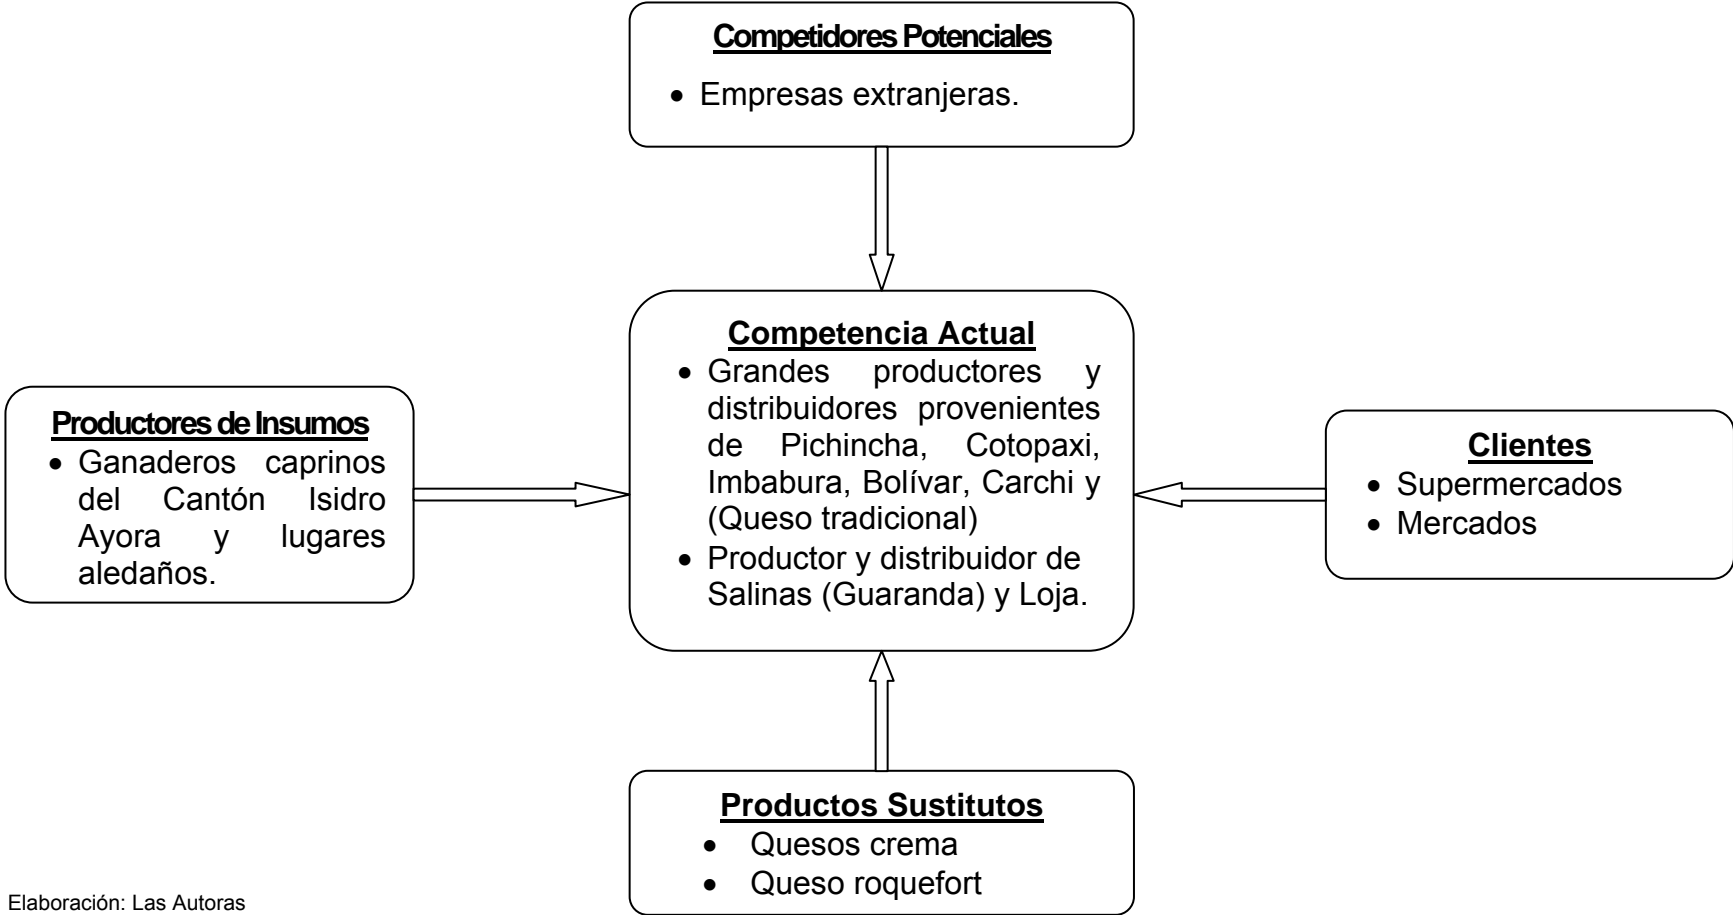 Competidores Potenciales
• Empresas extranjeras.
Competencia Actual
• Grandes productores y
distribuidores provenientes
de Pichincha, Cotopaxi,
Imbabura, Bolívar, Carchi y
(Queso tradicional)
• Productor y distribuidor de
Salinas (Guaranda) y Loja.
Productores de Insumos
• Ganaderos caprinos
del Cantón Isidro
Ayora y lugares
aledaños.
Clientes
• Supermercados
• Mercados
Productos Sustitutos
• Quesos crema
• Queso roquefort
Elaboración: Las Autoras